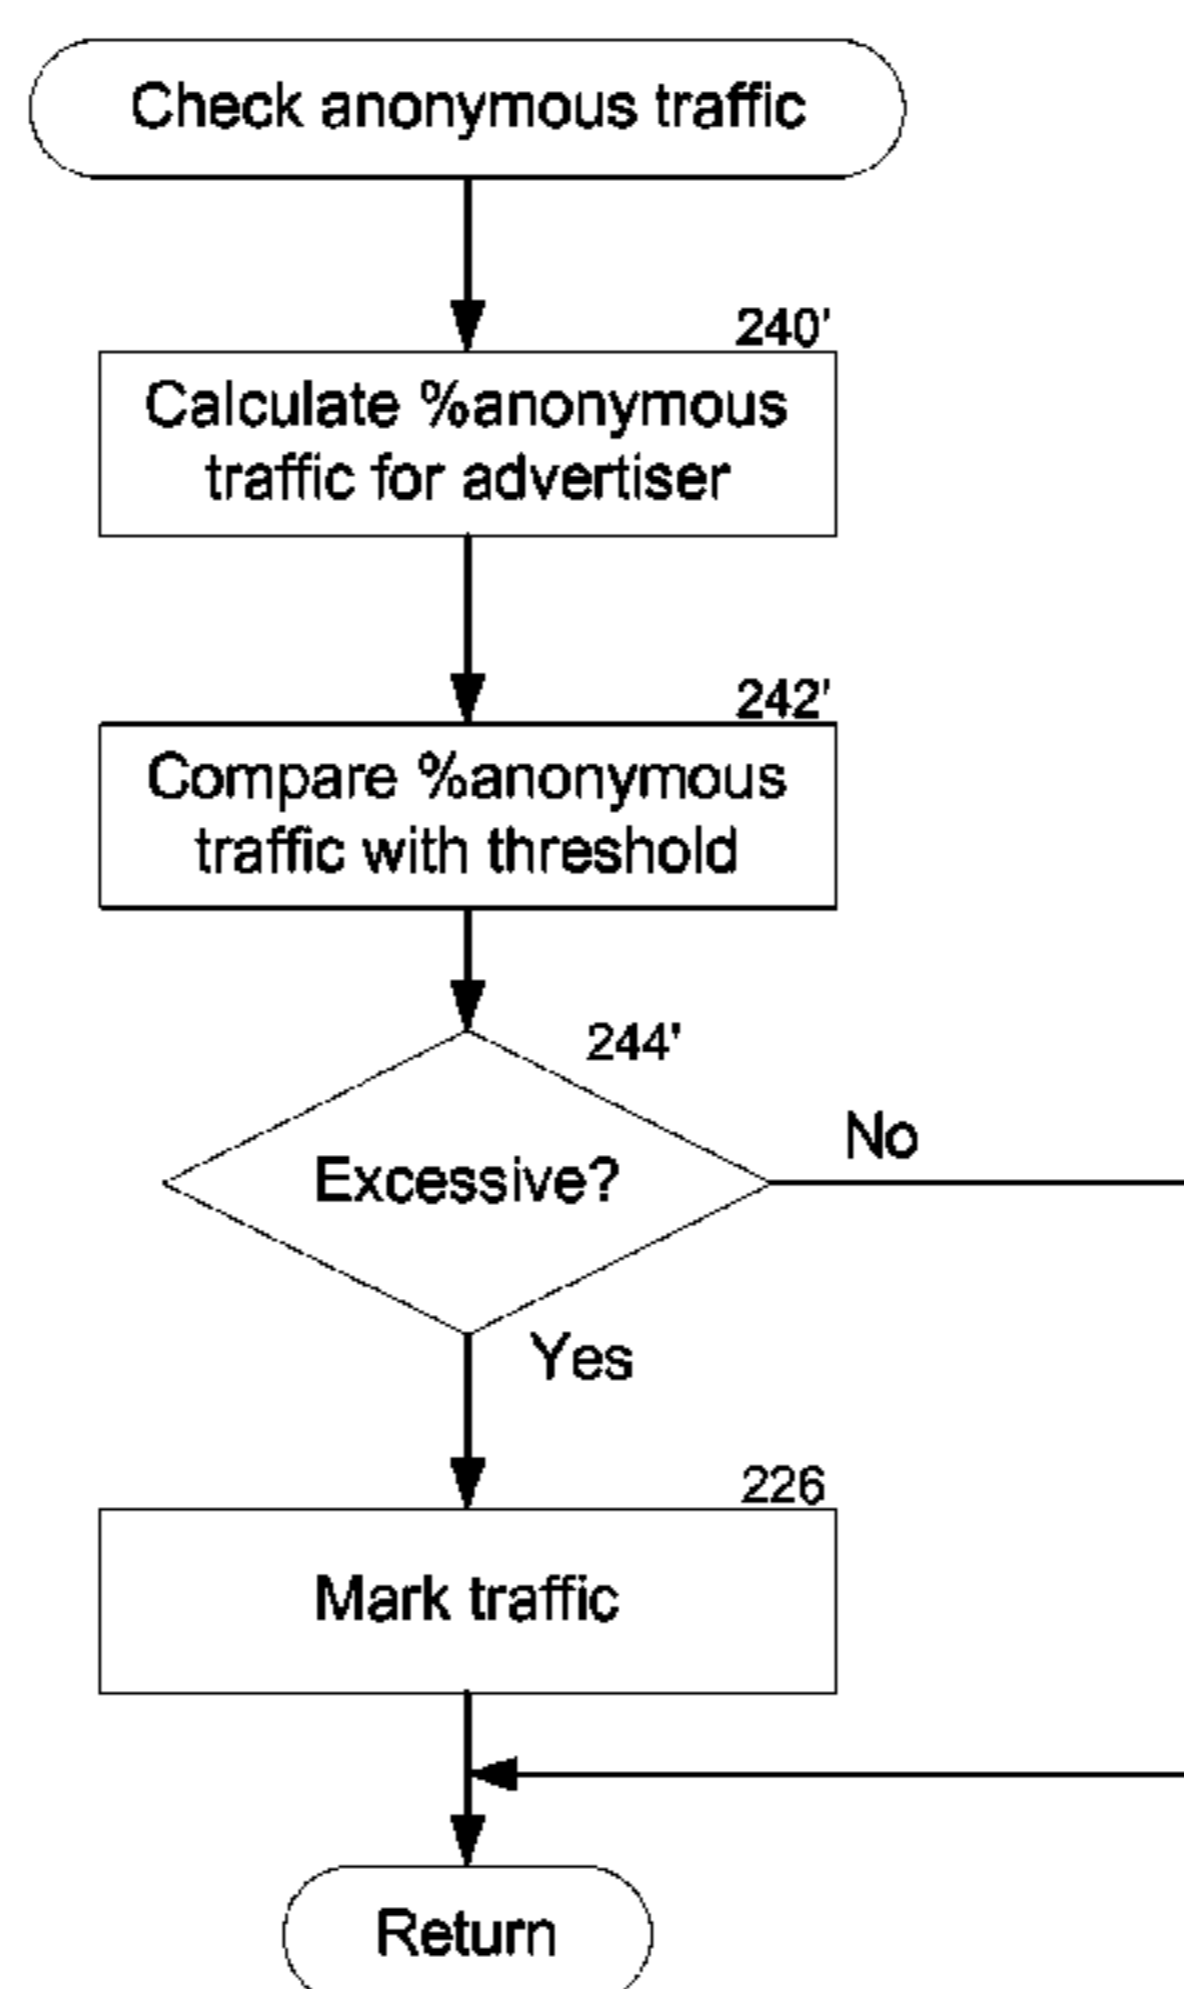 Check anonymous traffic
240'
Calculate %anonymous
traffic for advertiser
242'
Compare %anonymous
traffic with threshold
244'
Excessive?
No
Yes
226
Mark traffic
Return